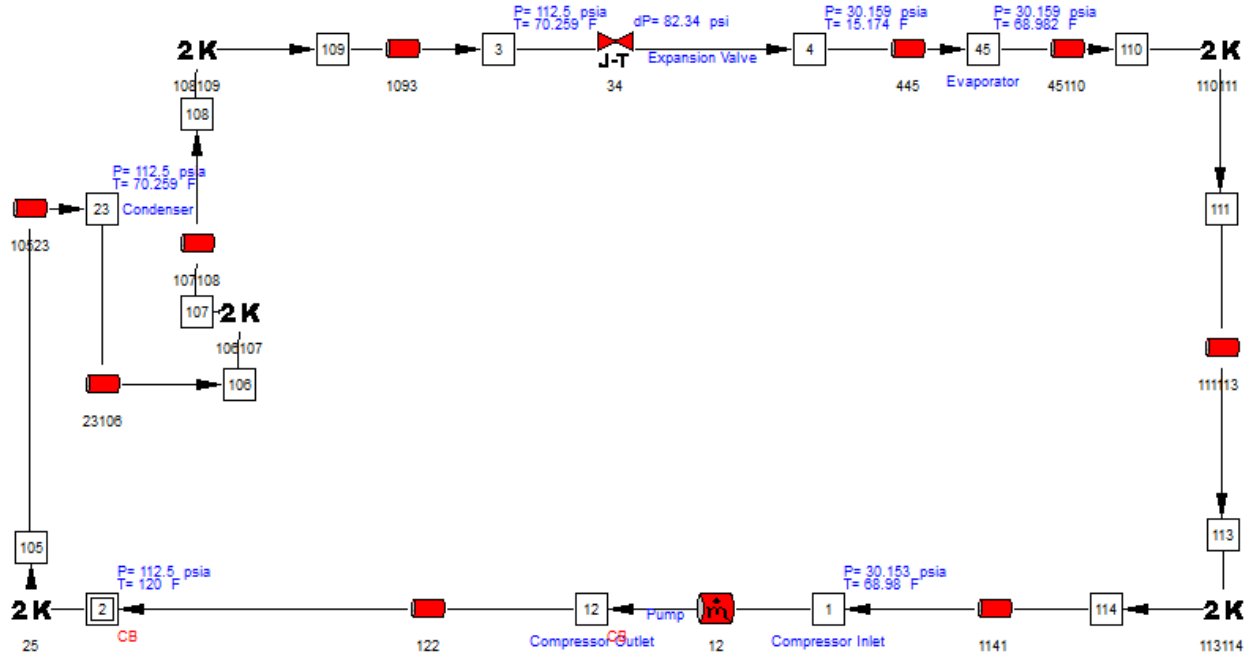 P= 112.5 psia
T= 70.259 F
dP= 82.34 psi
P= 30.159 psia
T= 15.174 F
P= 30.159 psia
T= 68.982 F
2 K
109
3
J-T
Expansion Valve
4
45
110
2 K
108109
1093
34
445
Evaporator
45110
110111
108
P= 112.5 psia
T= 70.259 F
23
Condenser
111
10523
107108
107
2 K
106107
111113
106
23106
105
113
P= 112.5 psia
T= 120 F
P= 30.153 psia
T= 68.98 F
2 K
2
12
Pump
ṁ
1
114
2 K
CB
CB
25
122
Compressor Outlet
12
Compressor Inlet
1141
113114